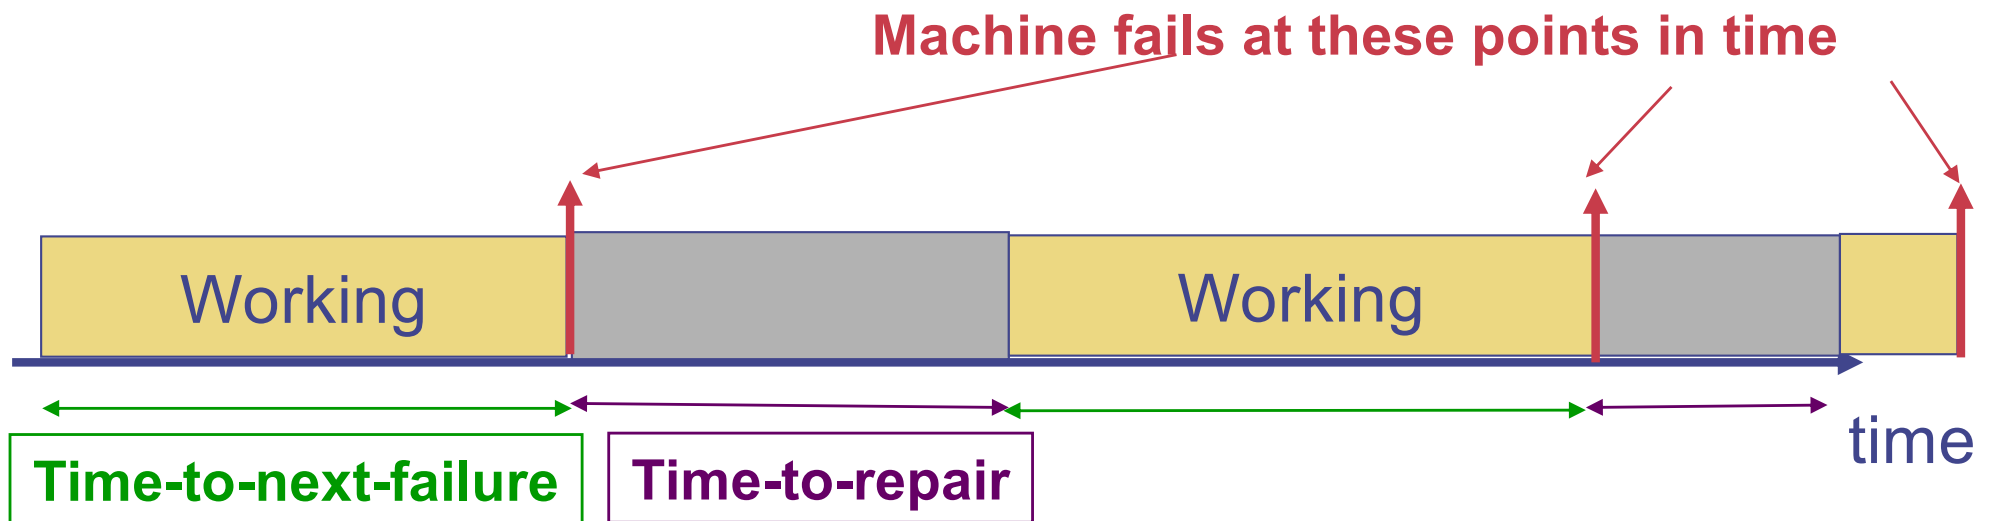 Machine fails at these points in time
Working
Working
time
Time-to-next-failure
Time-to-repair